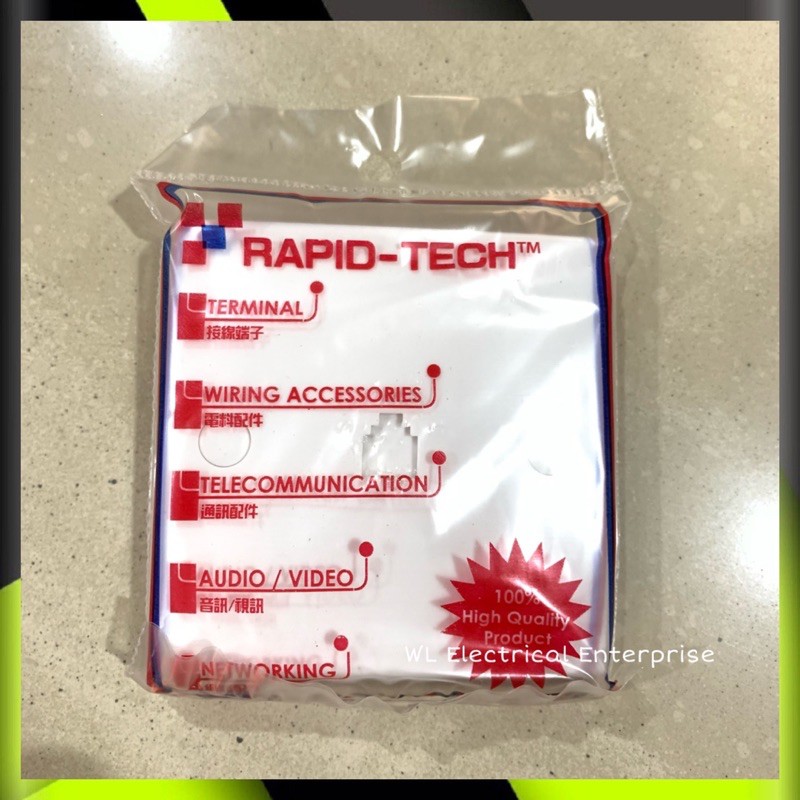 RAPID-TECH™
TERMINAL
接線端子
WIRING ACCESSORIES
電料配件
TELECOMMUNICATION
通訊配件
AUDIO / VIDEO
音訊/視訊
NETWORKING
100%
High Quality
Product
WL Electrical Enterprise